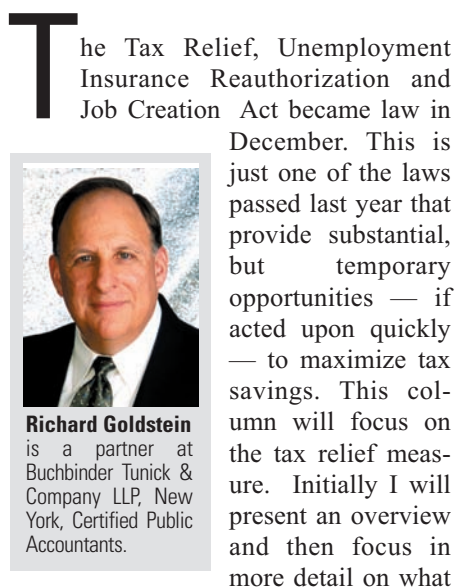 The Tax Relief, Unemployment
Insurance Reauthorization and
Job Creation Act became law in
December. This is
just one of the laws
passed last year that
provide substantial,
but temporary
opportunities — if
acted upon quickly
— to maximize tax
savings. This col-
umn will focus on
the tax relief meas-
ure. Initially I will
present an overview
and then focus in
more detail on what
Richard Goldstein
is a partner at
Buchbinder Tunick &
Company LLP, New
York, Certified Public
Accountants.